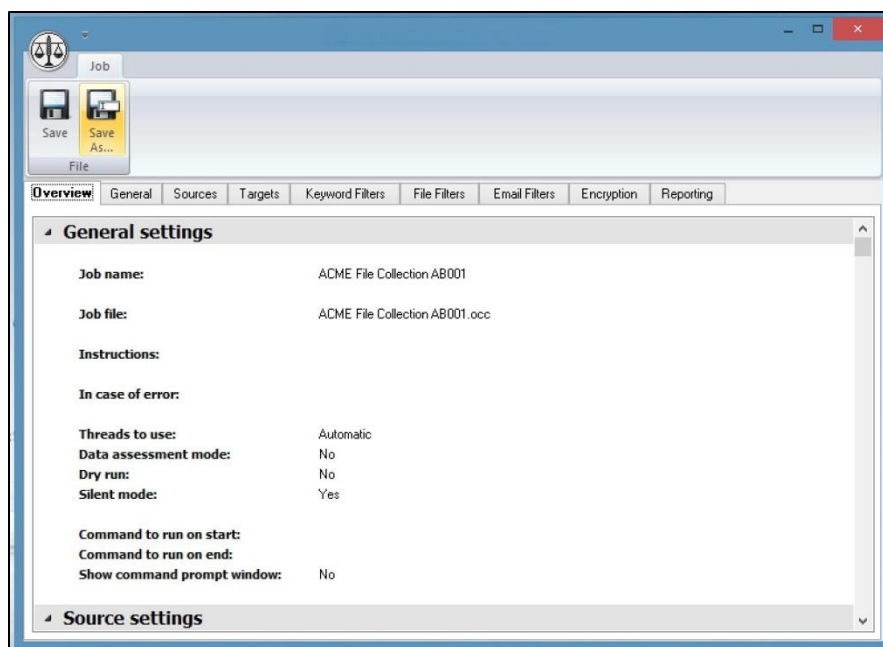 Job
Save
Save As...
File
Overview General Sources Targets Keyword Filters File Filters Email Filters Encryption Reporting
General settings
Job name: ACME File Collection AB001
Job file: ACME File Collection AB001.occ
Instructions:
In case of error:
Threads to use: Automatic
Data assessment mode: No
Dry run: No
Silent mode: Yes
Command to run on start:
Command to run on end:
Show command prompt window: No
Source settings